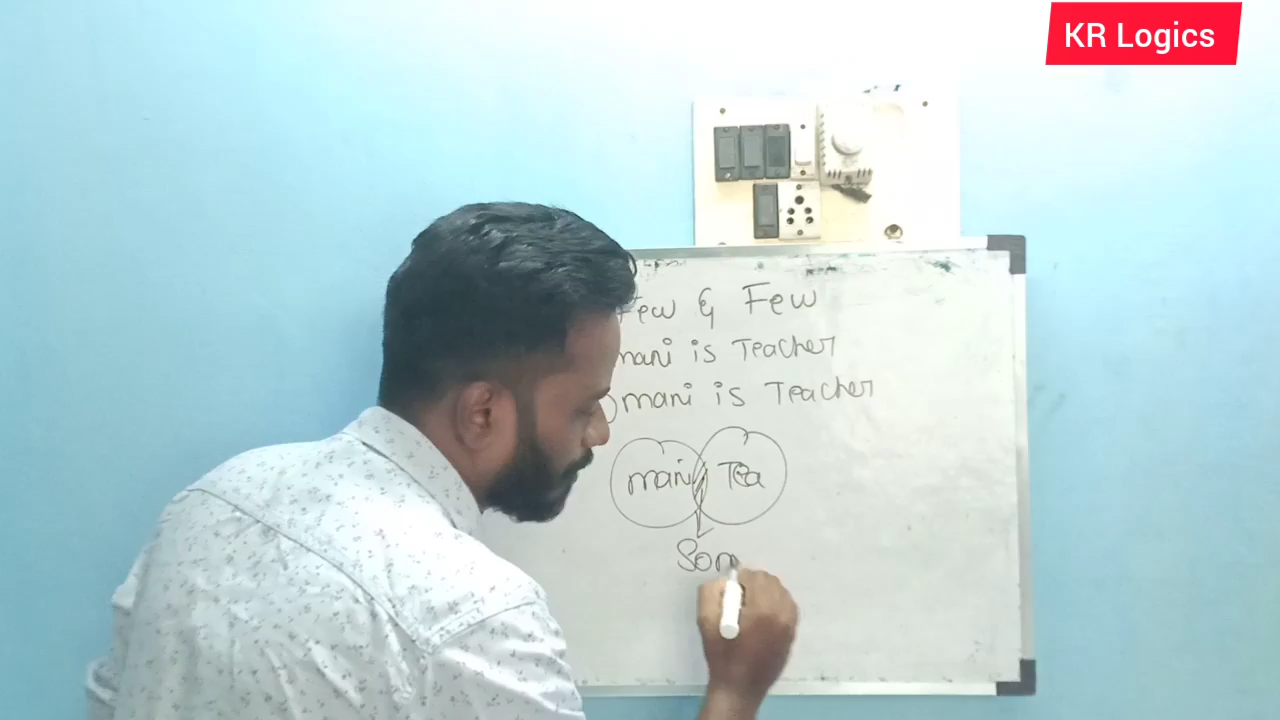 KR Logics
Few & Few
mani is Teacher
mani is Teacher
mani Tea
Som